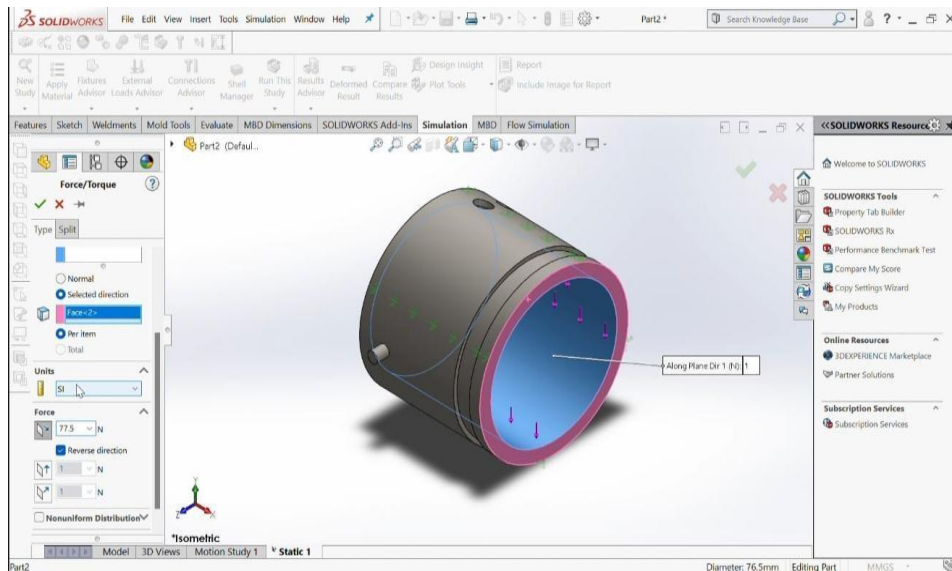 SOLIDWORKS File Edit View Insert Tools Simulation Window Help Part2 * Search Knowledge Base ?
New Study Apply Material Fixtures Advisor External Loads Advisor Connections Advisor Shell Manager Run This Study Results Advisor Deformed Result Compare Results Design Insight Report
Plot Tools Include Image for Report
Features Sketch Weldments Mold Tools Evaluate MBD Dimensions SOLIDWORKS Add-Ins Simulation MBD Flow Simulation
Part2 (Defaul...
Force/Torque ?
Type Split
Normal
Selected direction
Face<2>
Per item
Total
Units
SI
Force
77.5 N
Reverse direction
1 N
1 N
Nonuniform Distribution
Along Plane Dir 1 (N): 1
Y
Z
X
*Isometric
Model 3D Views Motion Study 1 Static 1
Part2 Diameter: 76.5mm Editing Part MMGS
Welcome to SOLIDWORKS
SOLIDWORKS Tools
Property Tab Builder
SOLIDWORKS Rx
Performance Benchmark Test
Compare My Score
Copy Settings Wizard
My Products
Online Resources
3DEXPERIENCE Marketplace
Partner Solutions
Subscription Services
Subscription Services